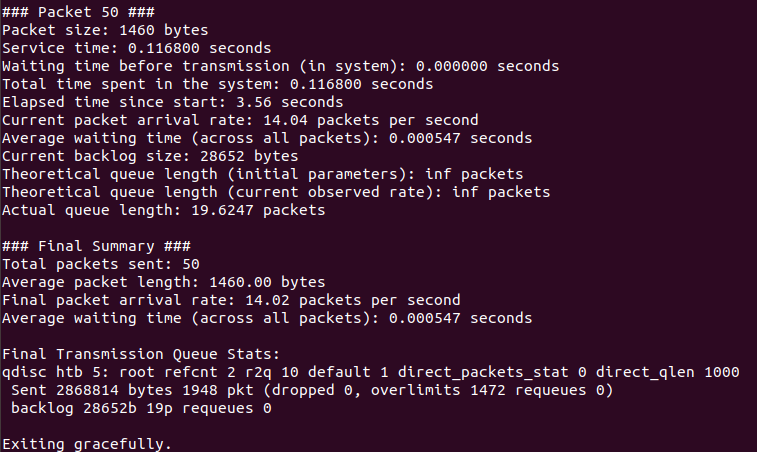 ### Packet 50 ###
Packet size: 1460 bytes
Service time: 0.116800 seconds
Waiting time before transmission (in system): 0.000000 seconds
Total time spent in the system: 0.116800 seconds
Elapsed time since start: 3.56 seconds
Current packet arrival rate: 14.04 packets per second
Average waiting time (across all packets): 0.000547 seconds
Current backlog size: 28652 bytes
Theoretical queue length (initial parameters): inf packets
Theoretical queue length (current observed rate): inf packets
Actual queue length: 19.6247 packets

### Final Summary ###
Total packets sent: 50
Average packet length: 1460.00 bytes
Final packet arrival rate: 14.02 packets per second
Average waiting time (across all packets): 0.000547 seconds

Final Transmission Queue Stats:
qdisc htb 5: root refcnt 2 r2q 10 default 1 direct_packets_stat 0 direct_qlen 1000
 Sent 2868814 bytes 1948 pkt (dropped 0, overlimits 1472 requeues 0)
 backlog 28652b 19p requeues 0

Exiting gracefully.